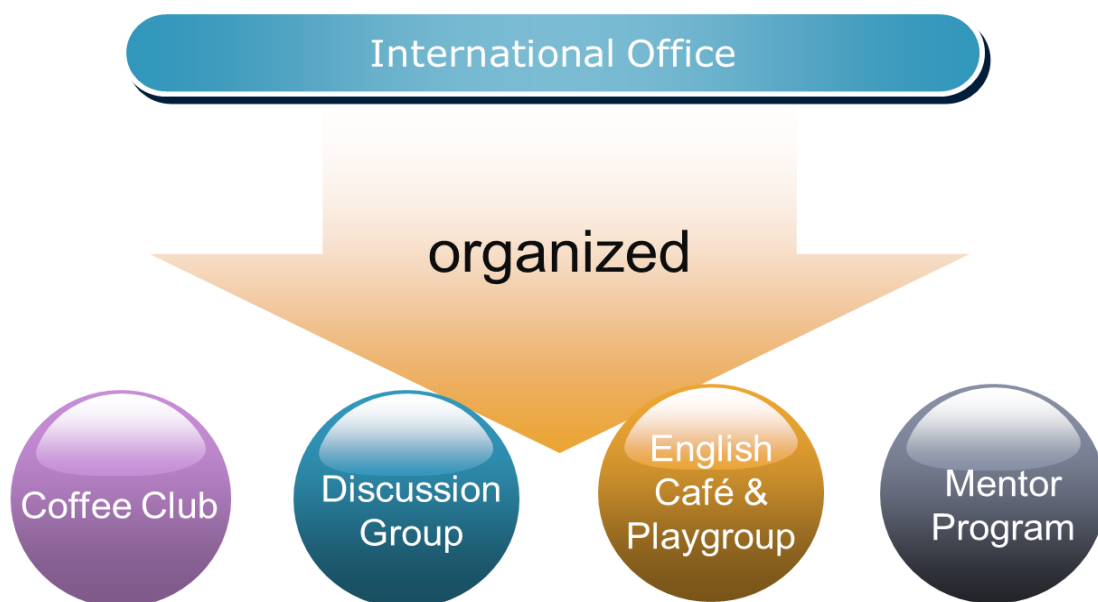 International Office
organized
Coffee Club
Discussion
Group
English
Café &
Playgroup
Mentor
Program